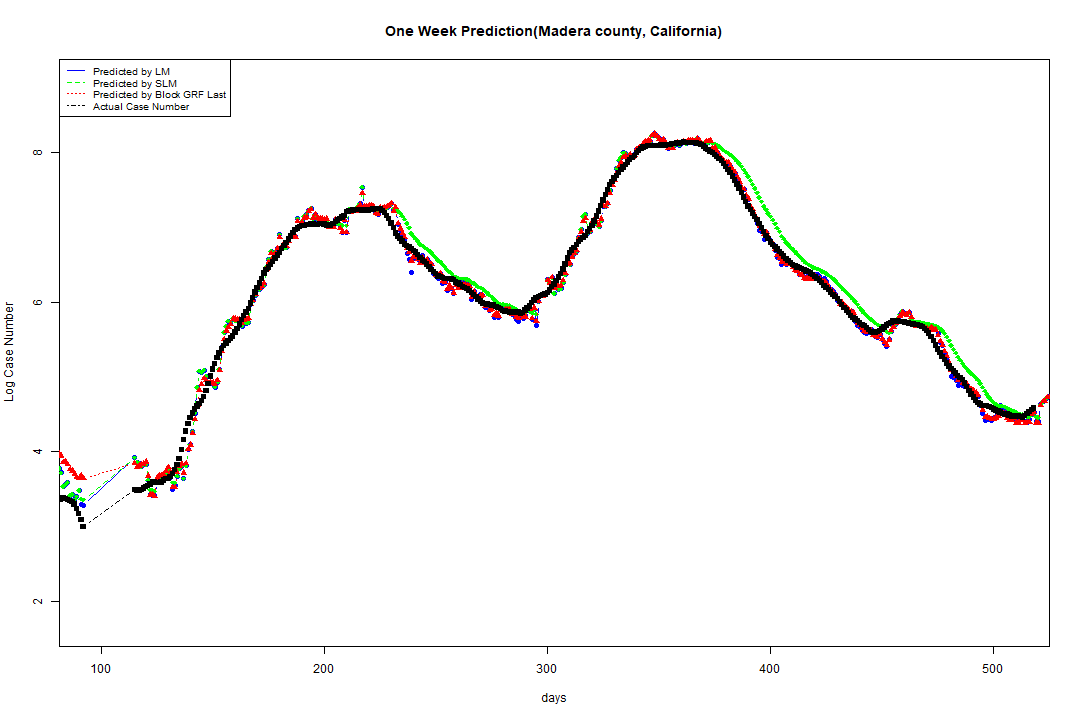 One Week Prediction(Madera county, California)
Predicted by LM
Predicted by SLM
Predicted by Block GRF Last
Actual Case Number
8
6
4
2
Log Case Number
100
200
300
400
500
days